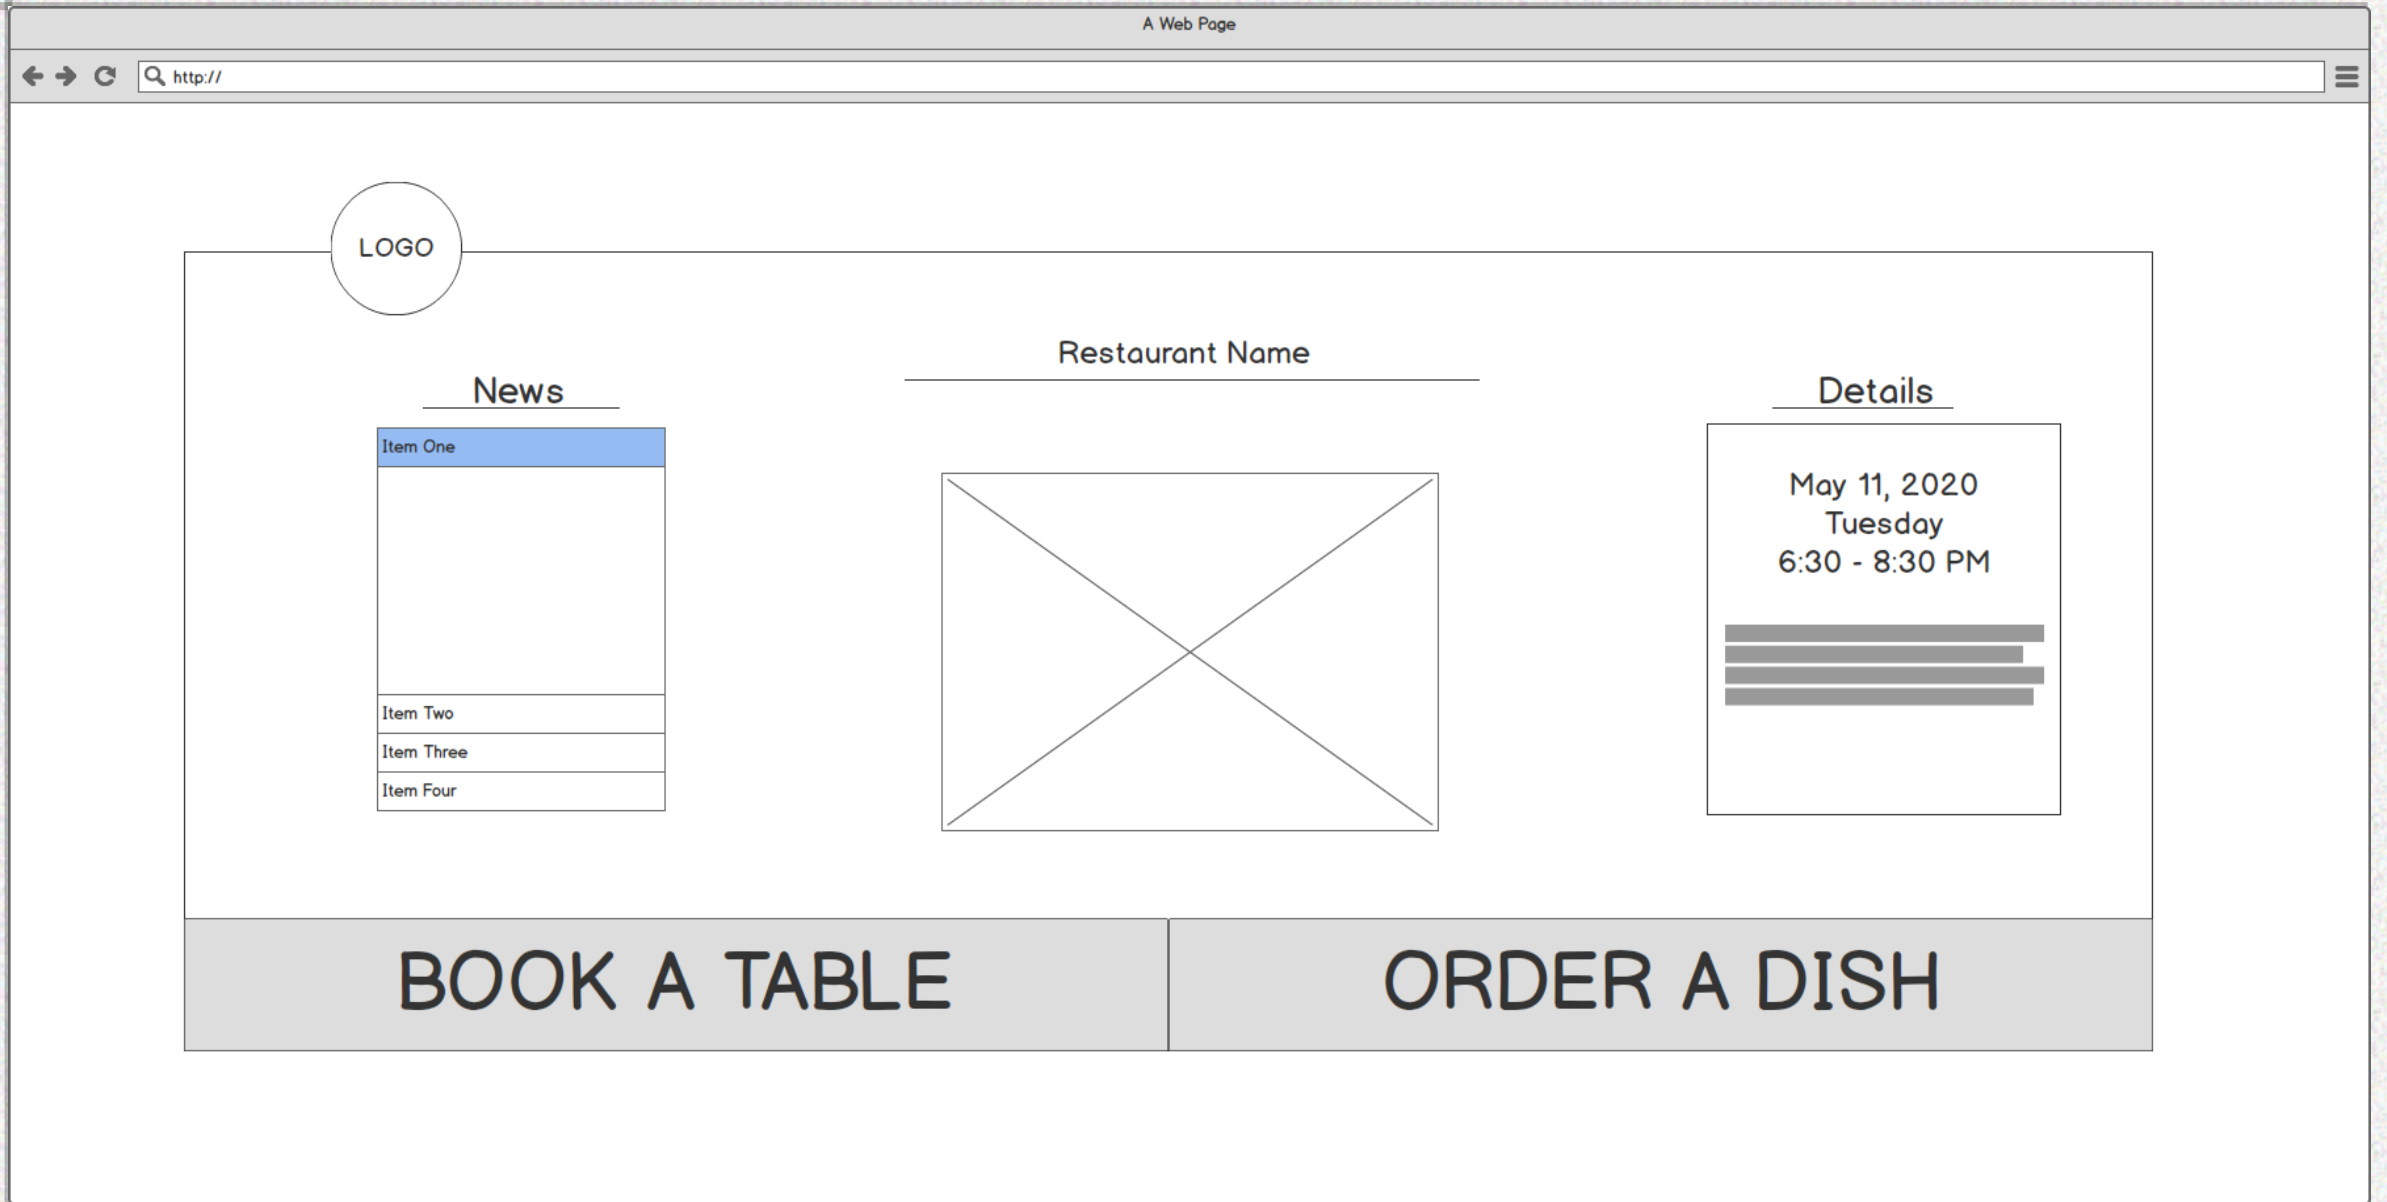 A Web Page
http://
LOGO
Restaurant Name
News
Item One
Item Two
Item Three
Item Four
Details
May 11, 2020
Tuesday
6:30 - 8:30 PM
BOOK A TABLE
ORDER A DISH